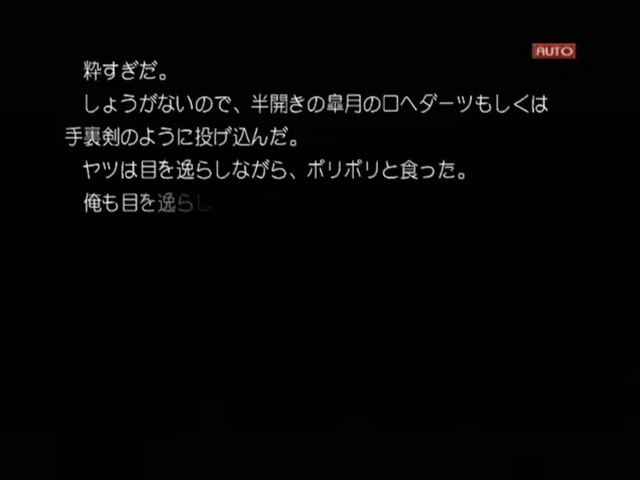 AUTO
粋すぎだ。
しょうがないので、半開きの皐月の口へダーツもしくは
手裏剣のように投げ込んだ。
ヤツは目を逸らしながら、ポリポリと食った。
俺も目を逸らし